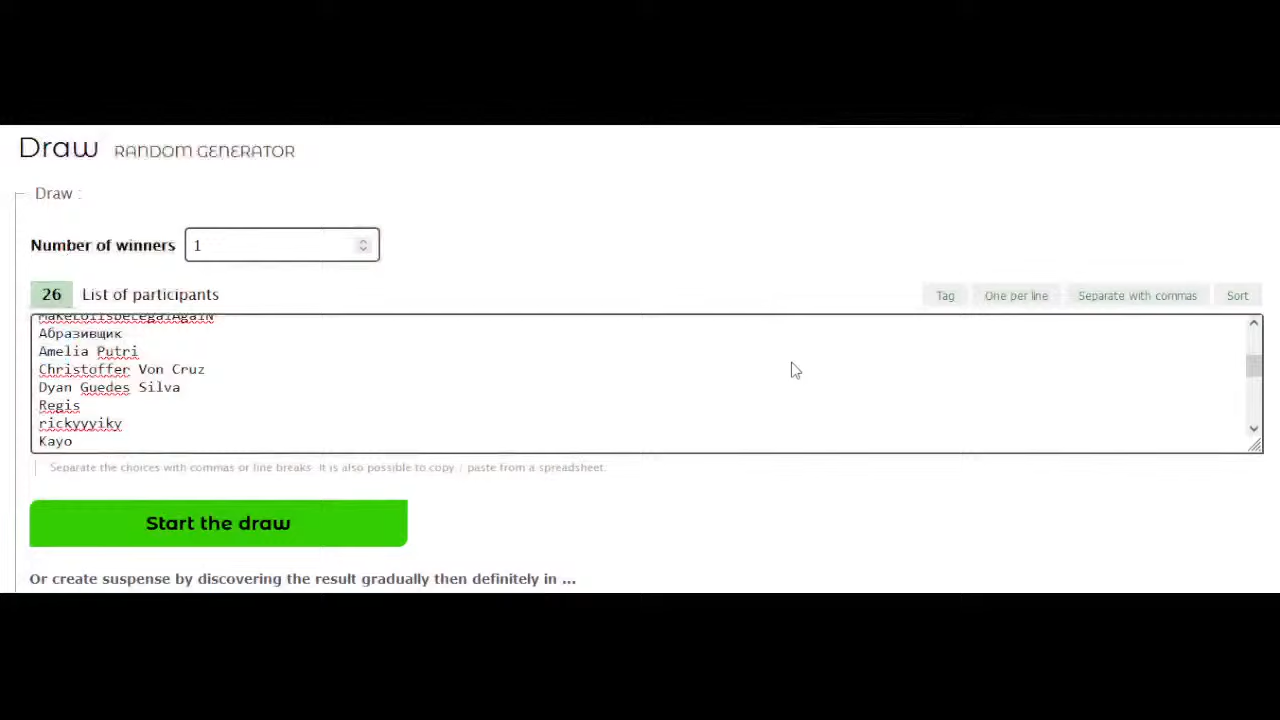 Draw RANDOM GENERATOR
Draw :
Number of winners 1
26 List of participants Tag One per line Separate with commas Sort
Абразивщик
Amelia Putri
Christoffer Von Cruz
Dyan Guedes Silva
Regis
rickyyyiky
Kayo
Separate the choices with commas or line breaks. It is also possible to copy / paste from a spreadsheet.
Start the draw
Or create suspense by discovering the result gradually then definitely in ...